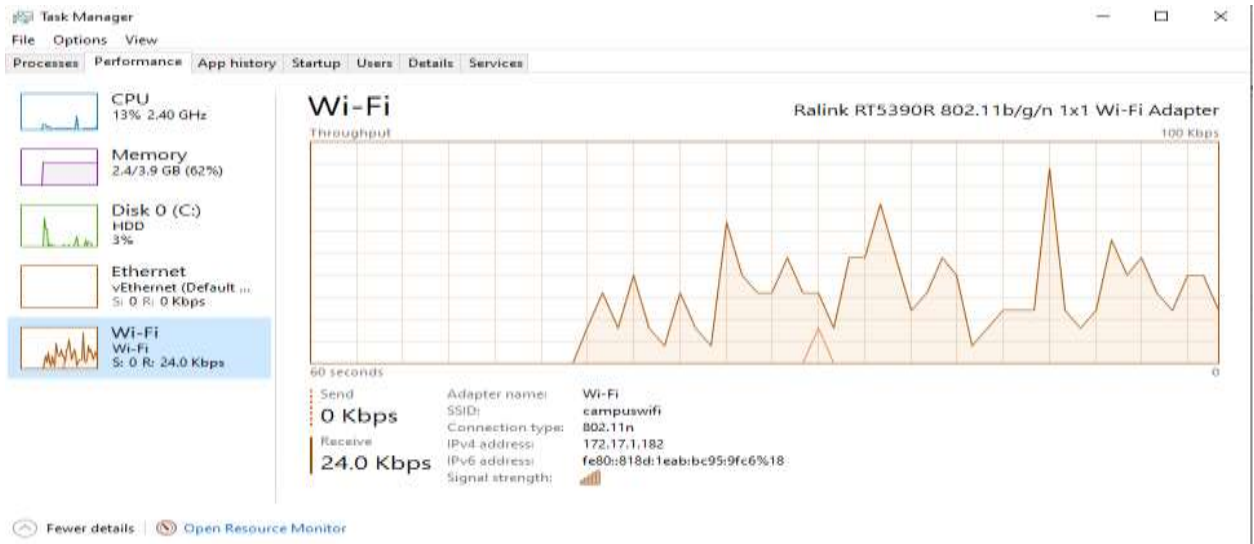 Task Manager
File Options View
Processes Performance App history Startup Users Details Services
CPU
13% 2.40 GHz
Memory
2.4/3.9 GB (62%)
Disk 0 (C:)
HDD
3%
Ethernet
vEthernet (Default ...
S: 0 R: 0 Kbps
Wi-Fi
Wi-Fi
S: 0 R: 24.0 Kbps
Wi-Fi Ralink RT5390R 802.11b/g/n 1x1 Wi-Fi Adapter
Throughput 100 Kbps
60 seconds 0
Send
0 Kbps
Receive
24.0 Kbps
Adapter name: Wi-Fi
SSID: campuswifi
Connection type: 802.11n
IPv4 address: 172.17.1.182
IPv6 address: fe80::818d:1eab:bc95:9fc6%18
Signal strength:
Fewer details Open Resource Monitor